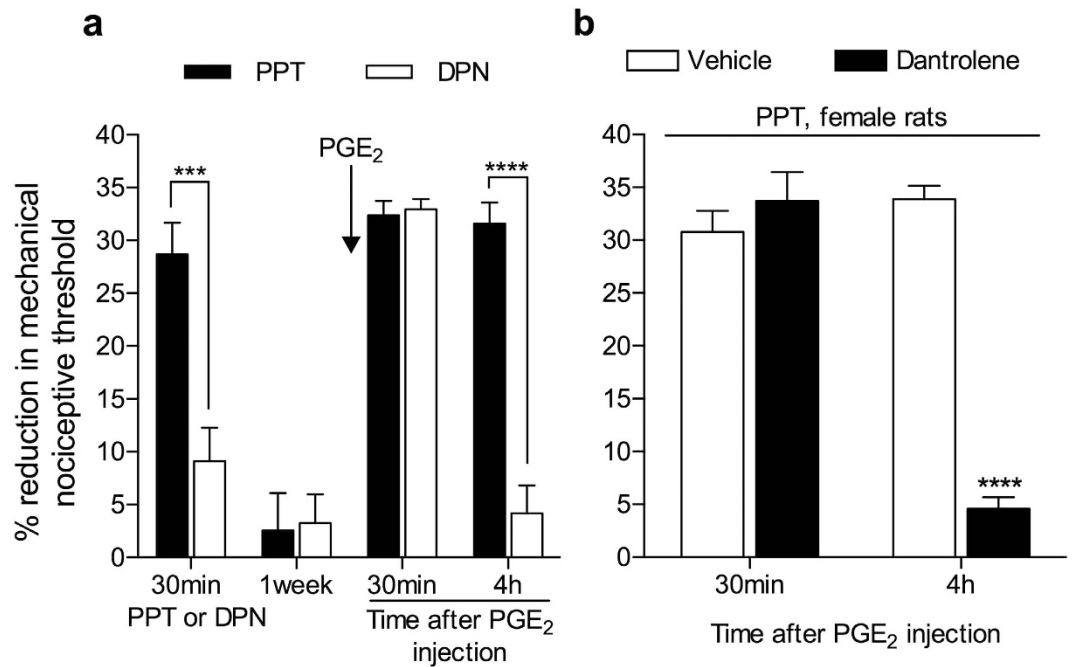 a
PPT DPN
% reduction in mechanical
nociceptive threshold
40
35
30
25
20
15
10
5
0
***
PGE₂
****
30min 1week 30min 4h
PPT or DPN
Time after PGE₂
injection
b
Vehicle Dantrolene
PPT, female rats
40
35
30
25
20
15
10
5
0
****
30min 4h
Time after PGE₂ injection